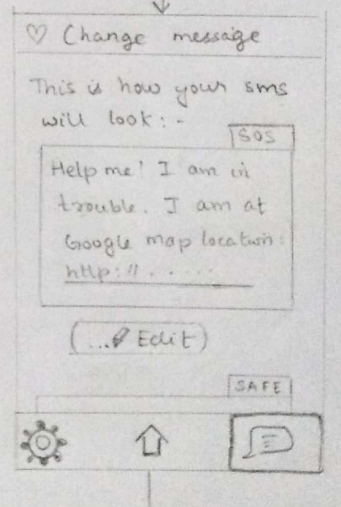 ♡ Change message
This is how your sms
will look:-
SOS
Help me! I am in
trouble. I am at
Google map location:
http://......
...Edit
SAFE